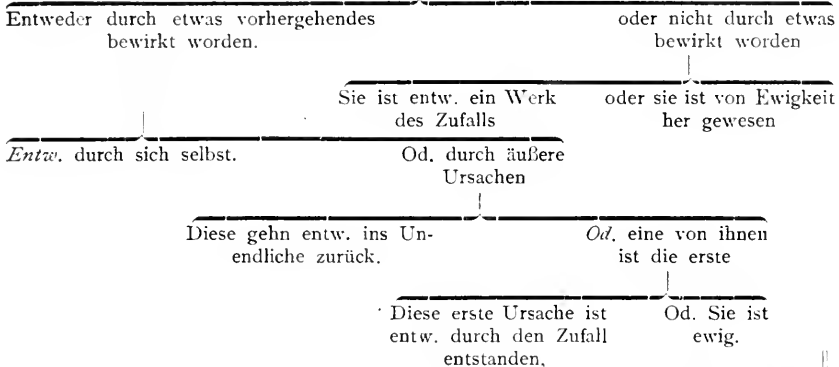 Entweder durch etwas vorhergehendes
bewirkt worden.
oder nicht durch etwas
bewirkt worden
Sie ist entw. ein Werk
des Zufalls
oder sie ist von Ewigkeit
her gewesen
Entw. durch sich selbst.
Od. durch äußere
Ursachen
Diese gehn entw. ins Un-
endliche zurück.
Od. eine von ihnen
ist die erste
Diese erste Ursache ist
entw. durch den Zufall
entstanden,
Od. Sie ist
ewig.